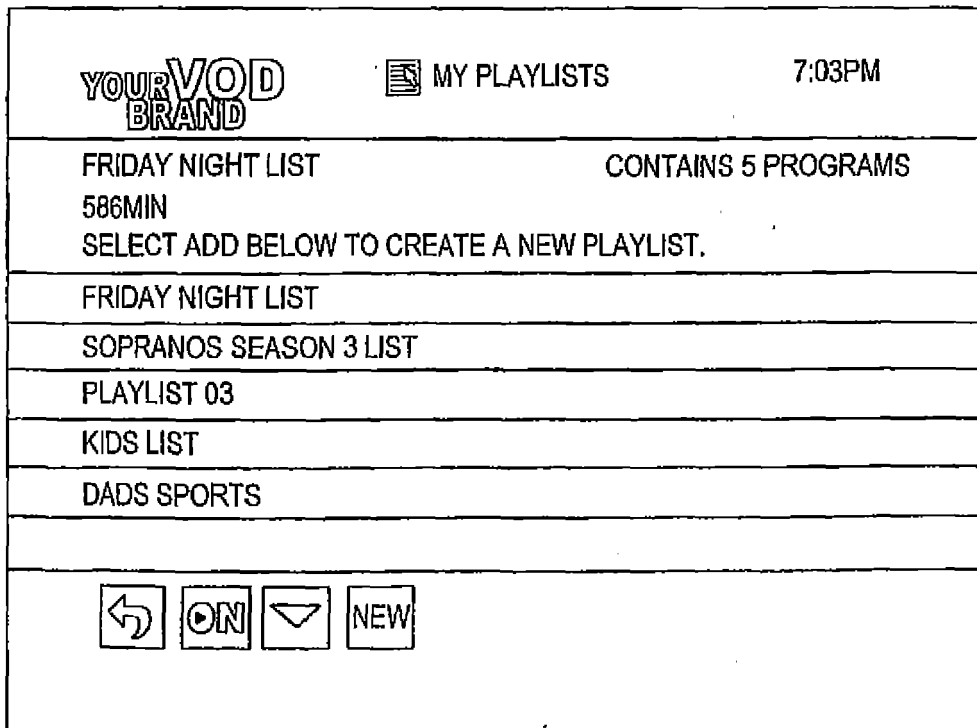 YOUR VOD
BRAND
MY PLAYLISTS
7:03PM
FRIDAY NIGHT LIST
CONTAINS 5 PROGRAMS
586MIN
SELECT ADD BELOW TO CREATE A NEW PLAYLIST.
FRIDAY NIGHT LIST
SOPRANOS SEASON 3 LIST
PLAYLIST 03
KIDS LIST
DADS SPORTS
ON
NEW